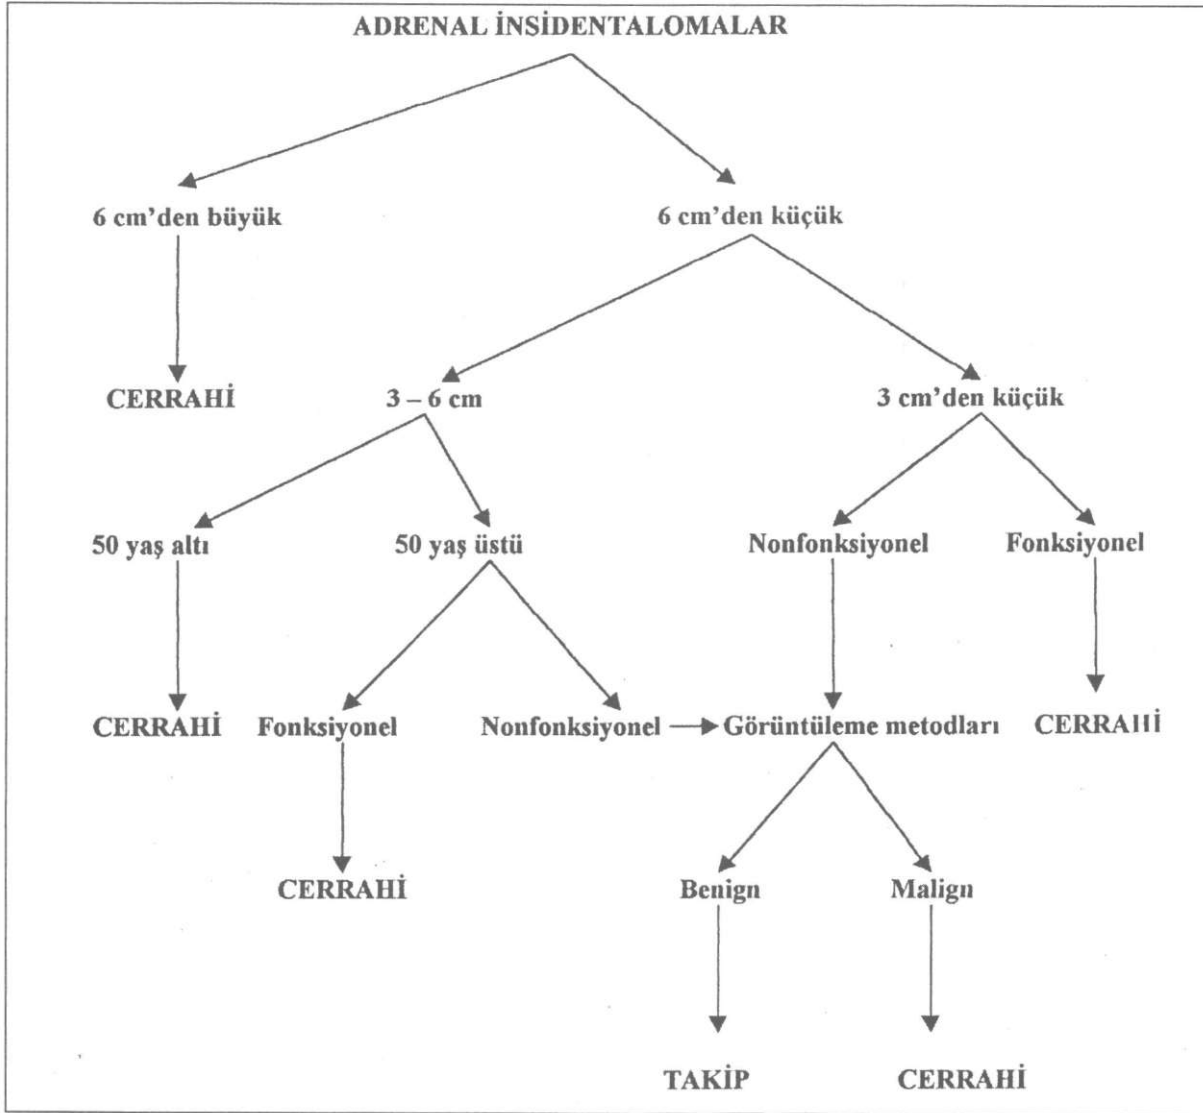 ADRENAL İNSİDENTALOMALAR
6 cm'den büyük
6 cm'den küçük
CERRAHİ
3 – 6 cm
3 cm'den küçük
50 yaş altı
50 yaş üstü
Nonfonksiyonel
Fonksiyonel
CERRAHİ
Fonksiyonel
Nonfonksiyonel
Görüntüleme metodları
CERRAHİ
CERRAHİ
Benign
Malign
TAKİP
CERRAHİ